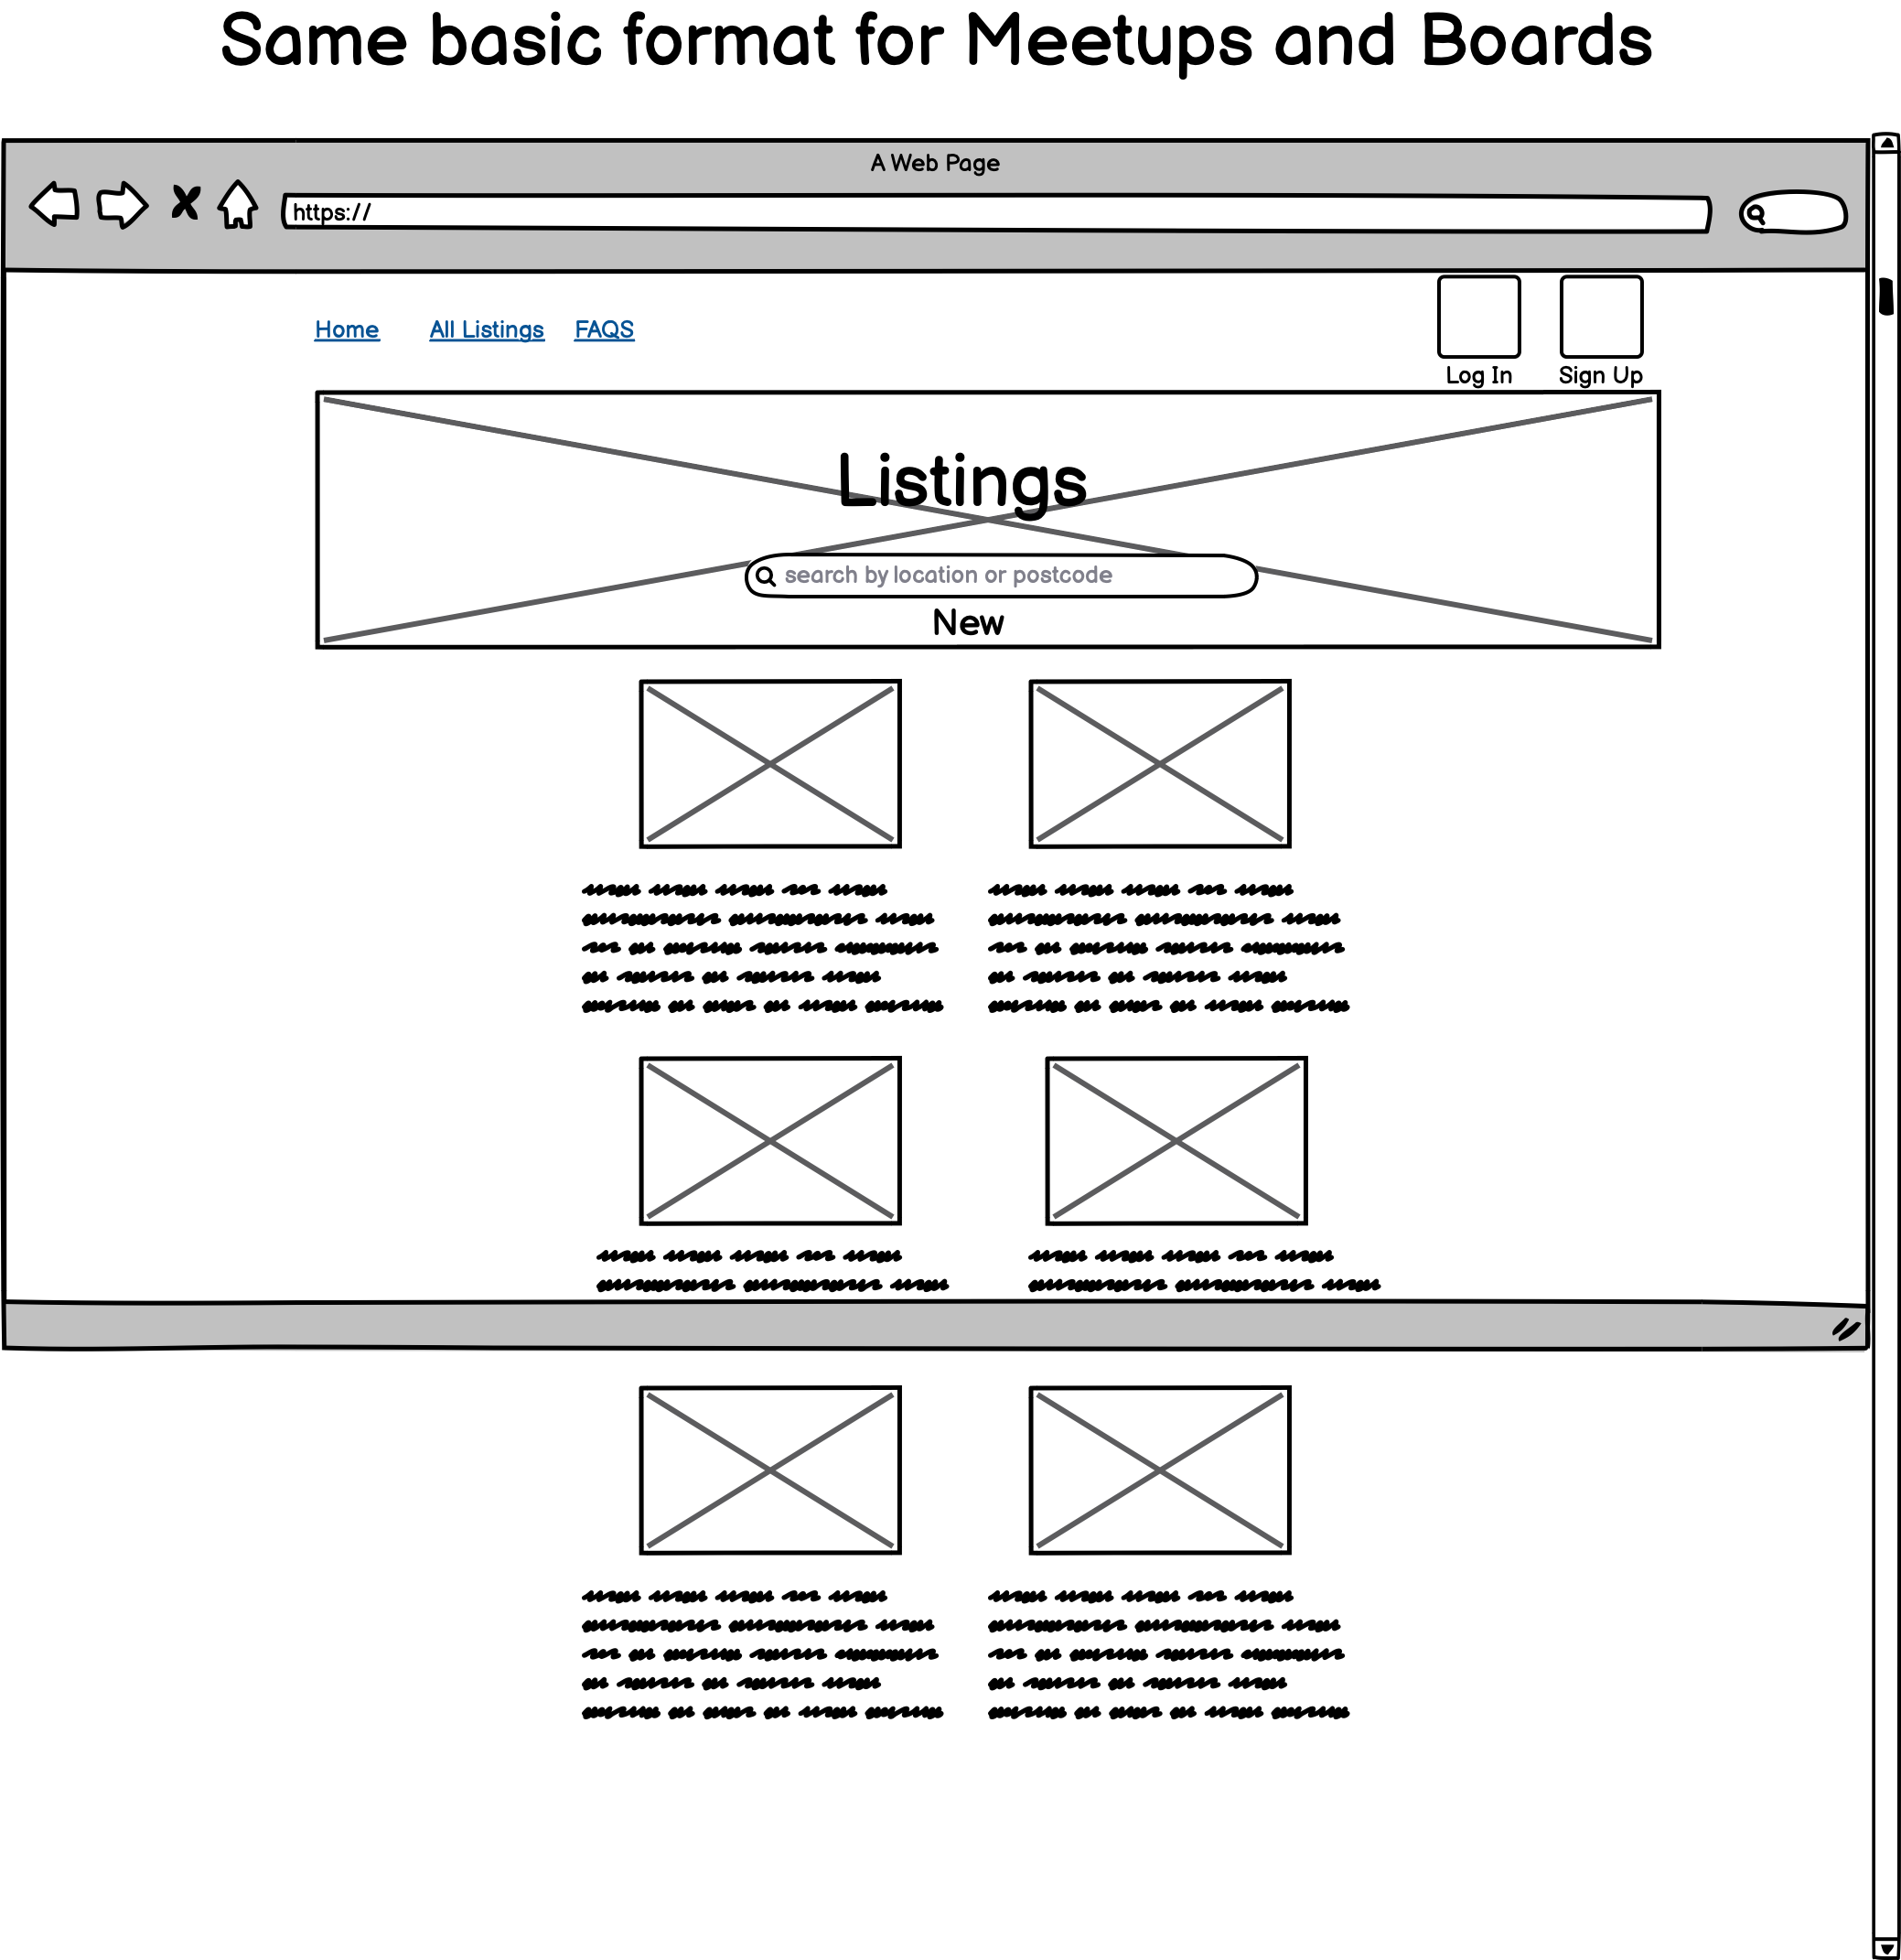 Same basic format for Meetups and Boards
A Web Page
https://
Home All Listings FAQS
Log In Sign Up
Listings
search by location or postcode
New